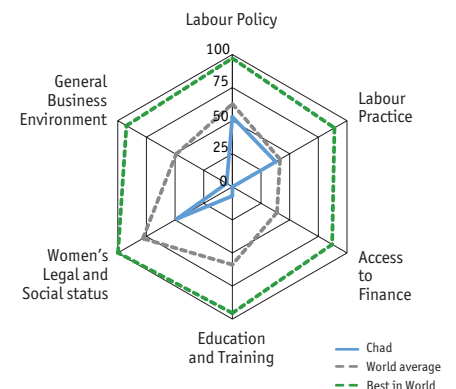 Labour Policy
100
75
50
25
0
General
Business
Environment
Labour
Practice
Women's
Legal and
Social status
Access
to
Finance
Education
and Training
Chad
World average
Best in World